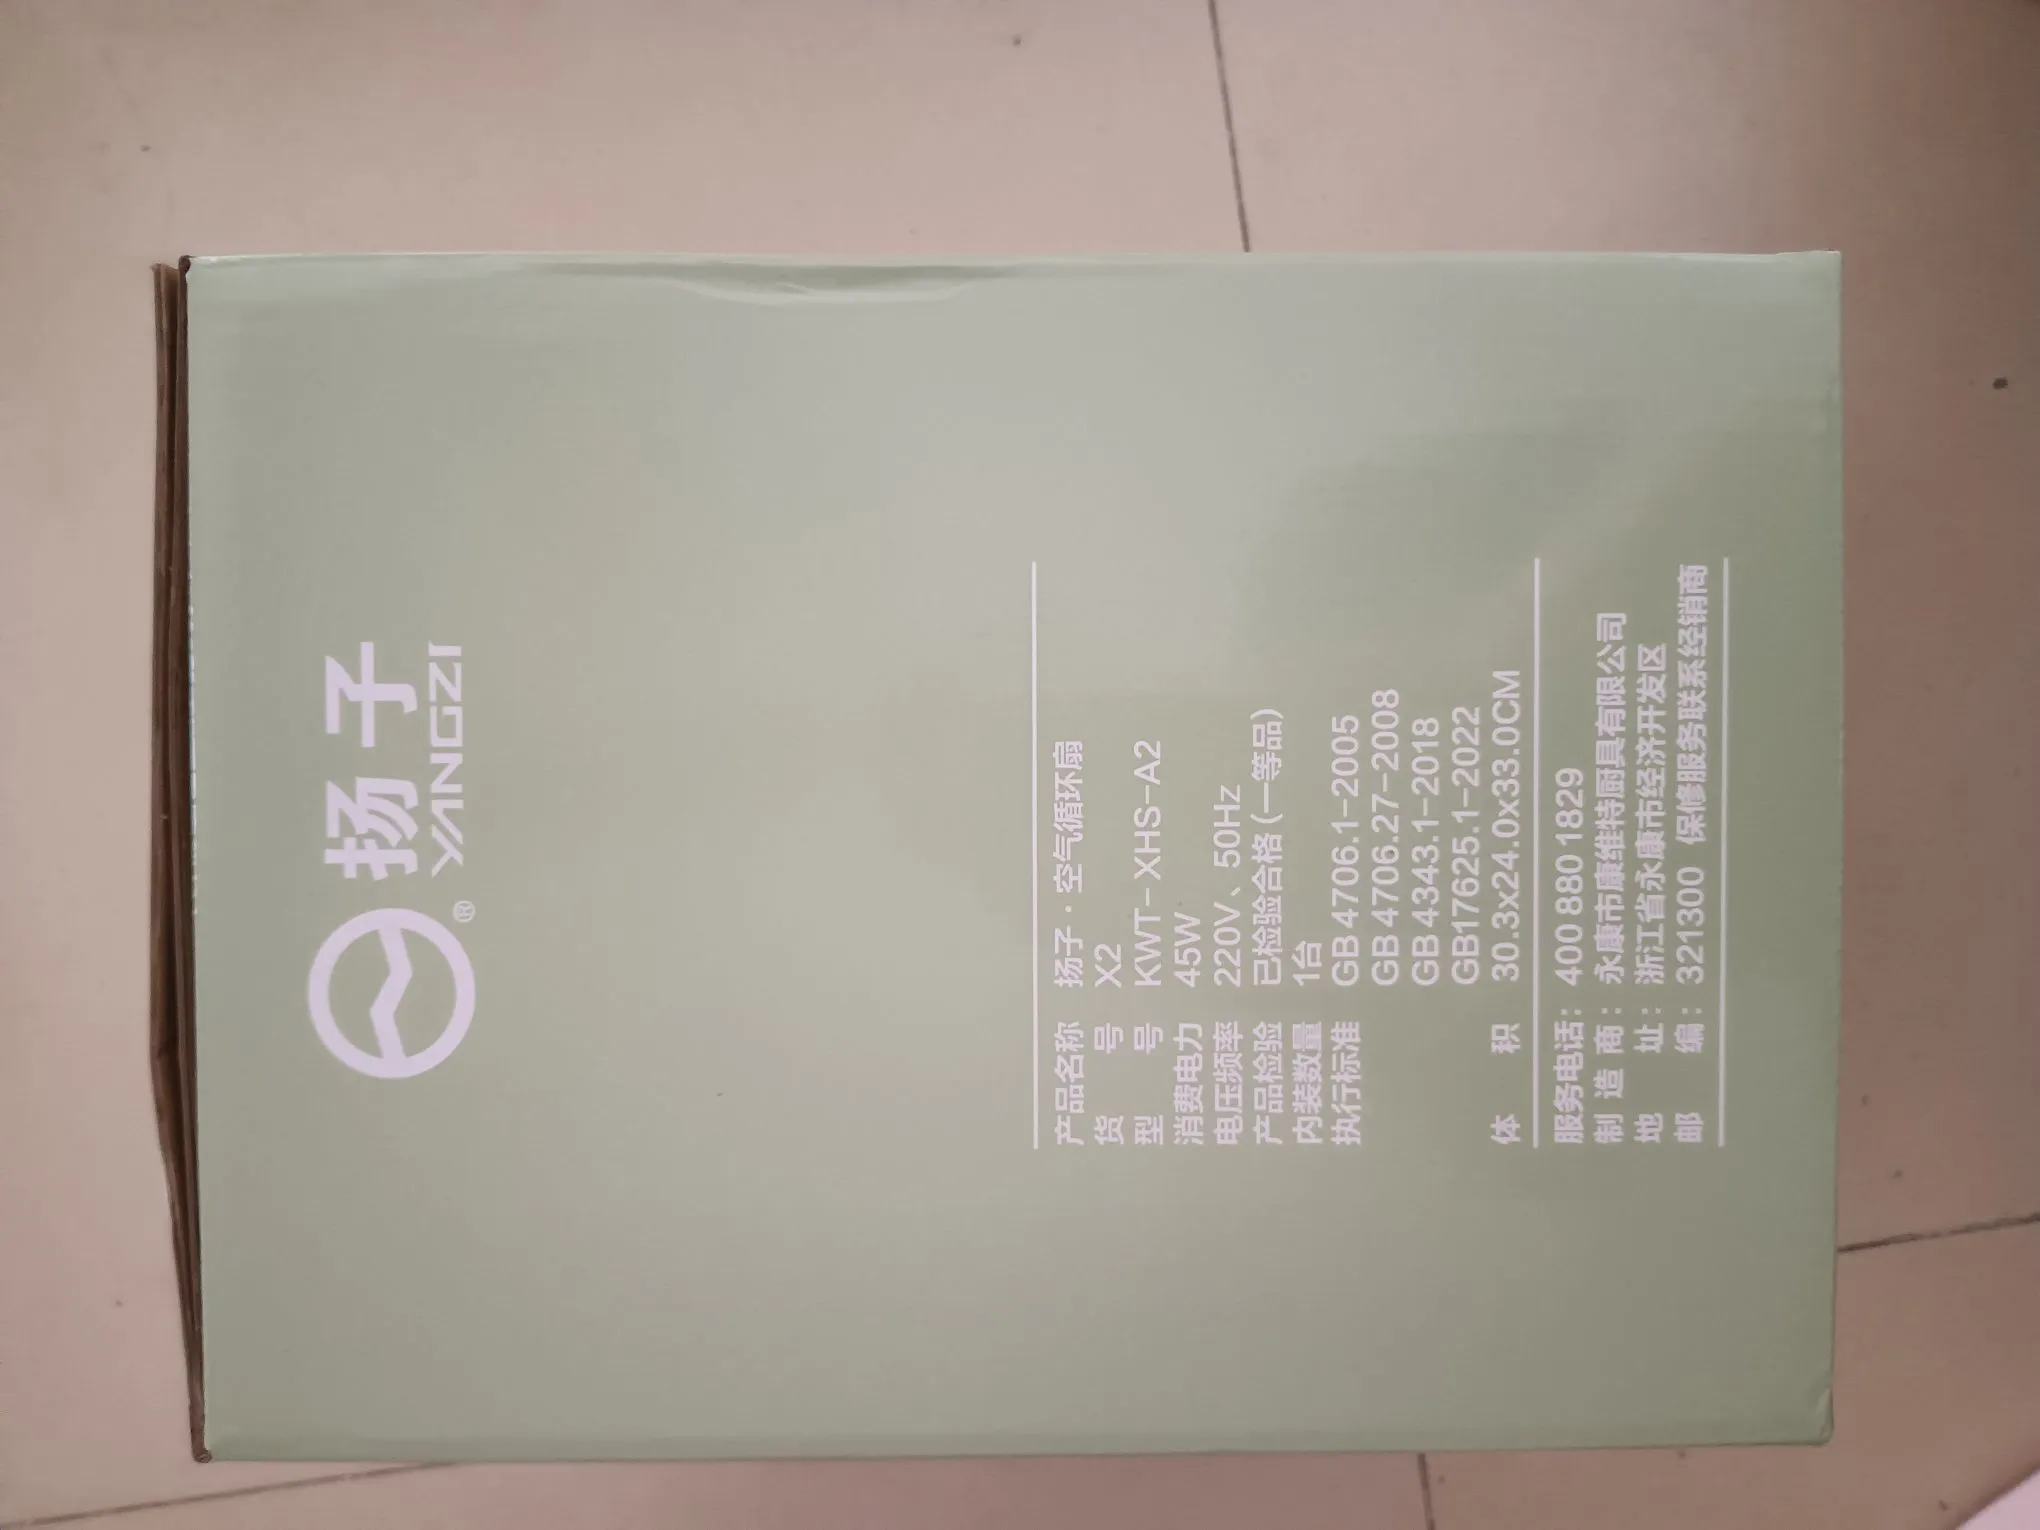 扬子
YANGZI
®
产品名称 扬子·空气循环扇
货号 X2
型号 KWT-XHS-A2
消费电力 45W
电压频率 220V、50Hz
产品检验 已检验合格(一等品)
内装数量 1台
执行标准 GB 4706.1-2005
GB 4706.27-2008
GB 4343.1-2018
GB17625.1-2022
体积 30.3x24.0x33.0CM
服务电话：400 880 1829
制造商：永康市康维特厨具有限公司
地址：浙江省永康市经济开发区
邮编：321300 保修服务联系经销商